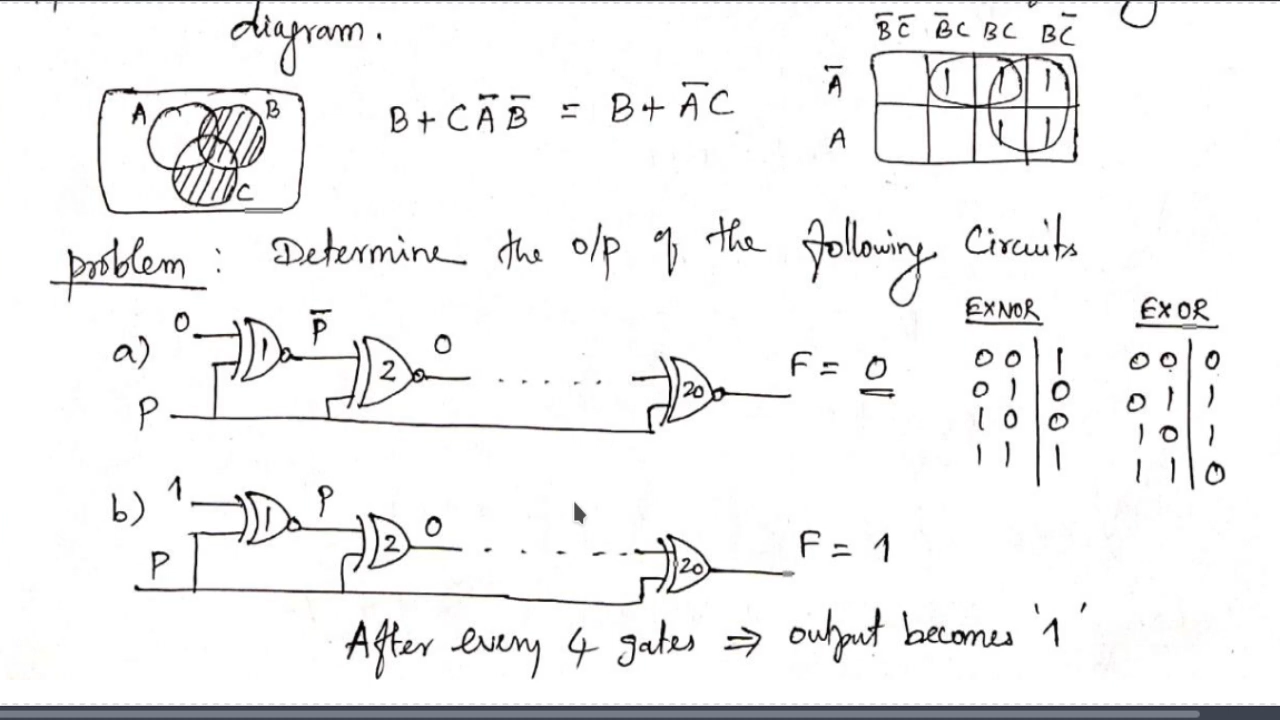 diagram.
B̅C̅ B̅C BC BC̅
A̅ 1 1 1
A 1 1
A B
C
B + C A̅ B̅ = B + A̅ C
problem : Determine the o/p of the following Circuits
EXNOR EXOR
0 0 1 0 0 0
0 1 0 0 1 1
1 0 0 1 0 1
1 1 1 1 1 0
a) 0 1 P̅ 2 0 ...... 20 F = 0
P
b) 1 1 P 2 0 ..... 20 F = 1
P
After every 4 gates ⇒ output becomes '1'